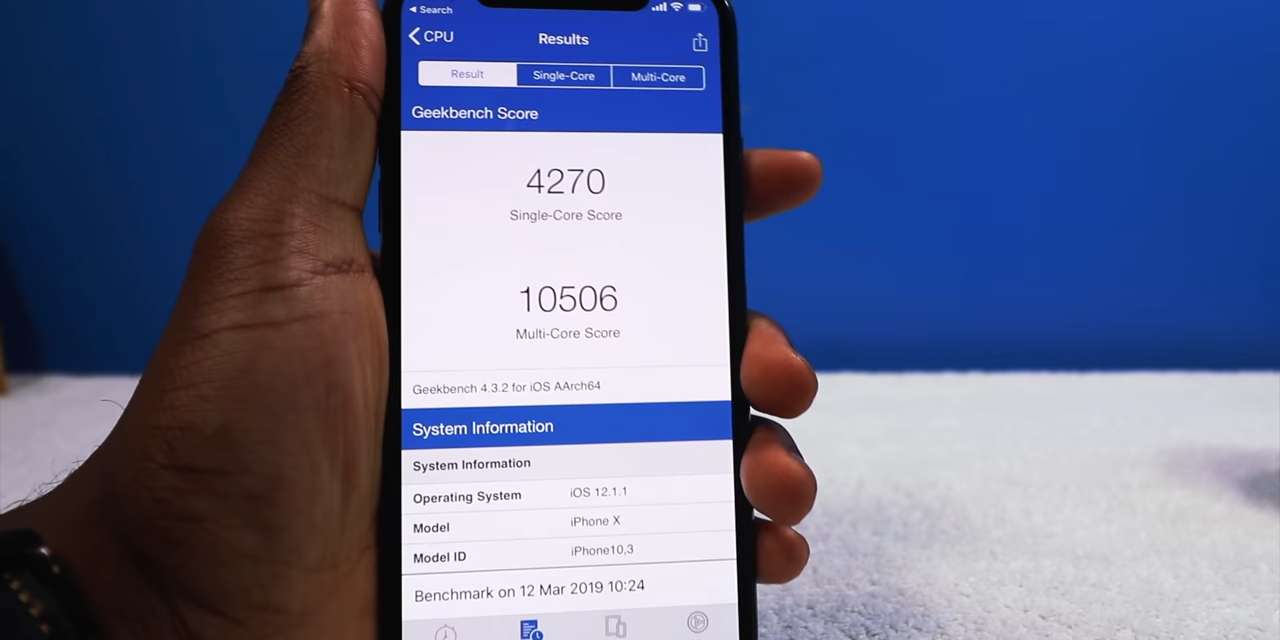 Search
CPU
Results
Result Single-Core Multi-Core
Geekbench Score
4270
Single-Core Score
10506
Multi-Core Score
Geekbench 4.3.2 for iOS AArch64
System Information
System Information
Operating System iOS 12.1.1
Model iPhone X
Model ID iPhone10,3
Benchmark on 12 Mar 2019 10:24